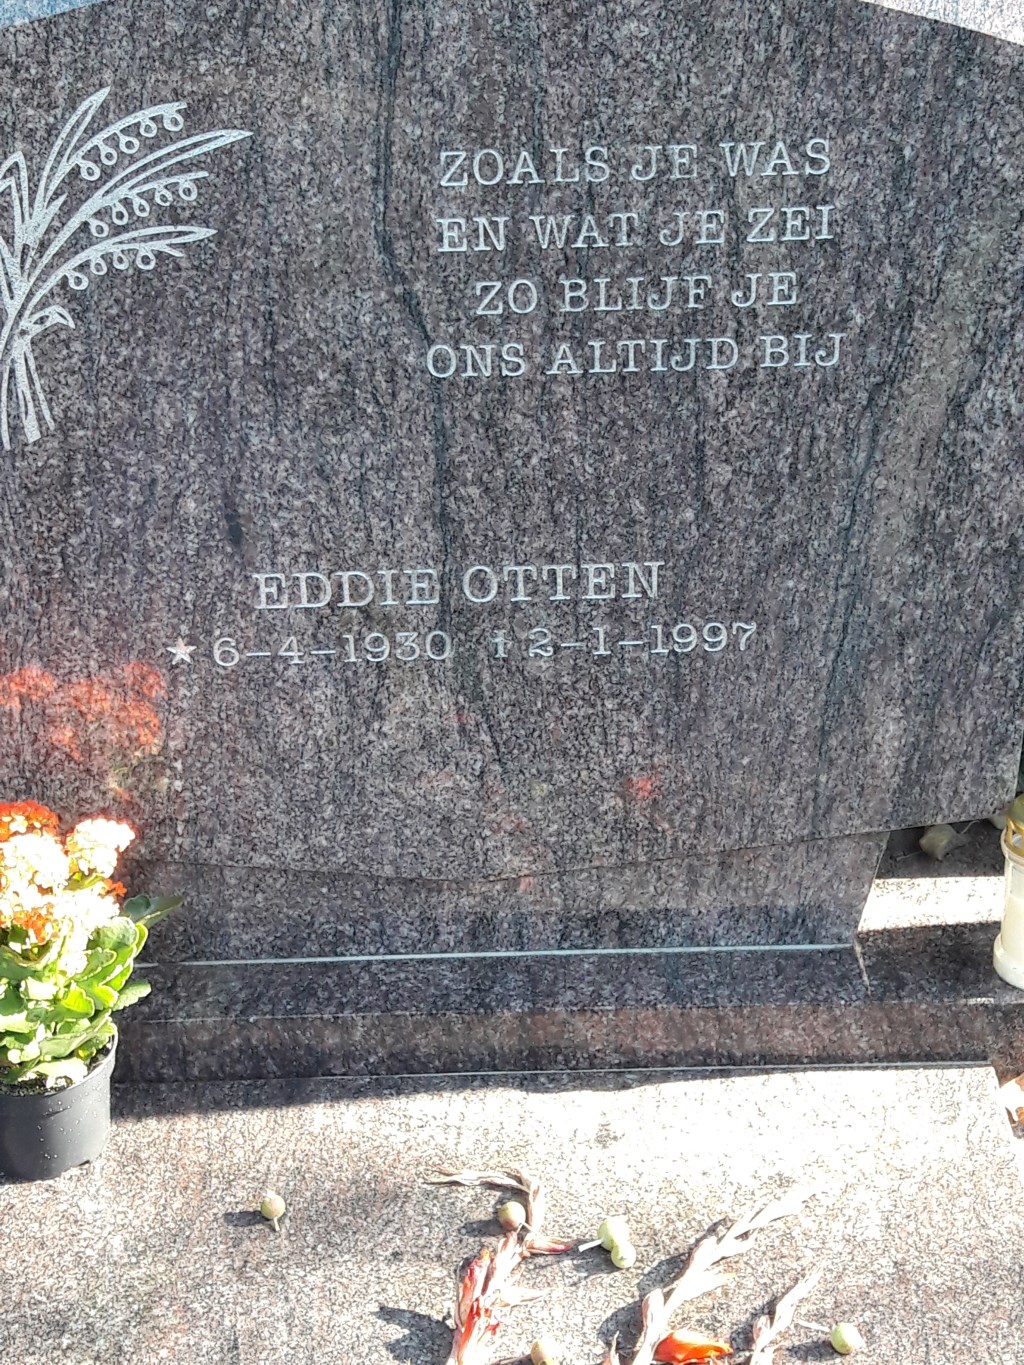 ZOALS JE WAS
EN WAT JE ZEI
ZO BLIJF JE
ONS ALTIJD BIJ
EDDIE OTTEN
★ 6-4-1930 † 2-1-1997